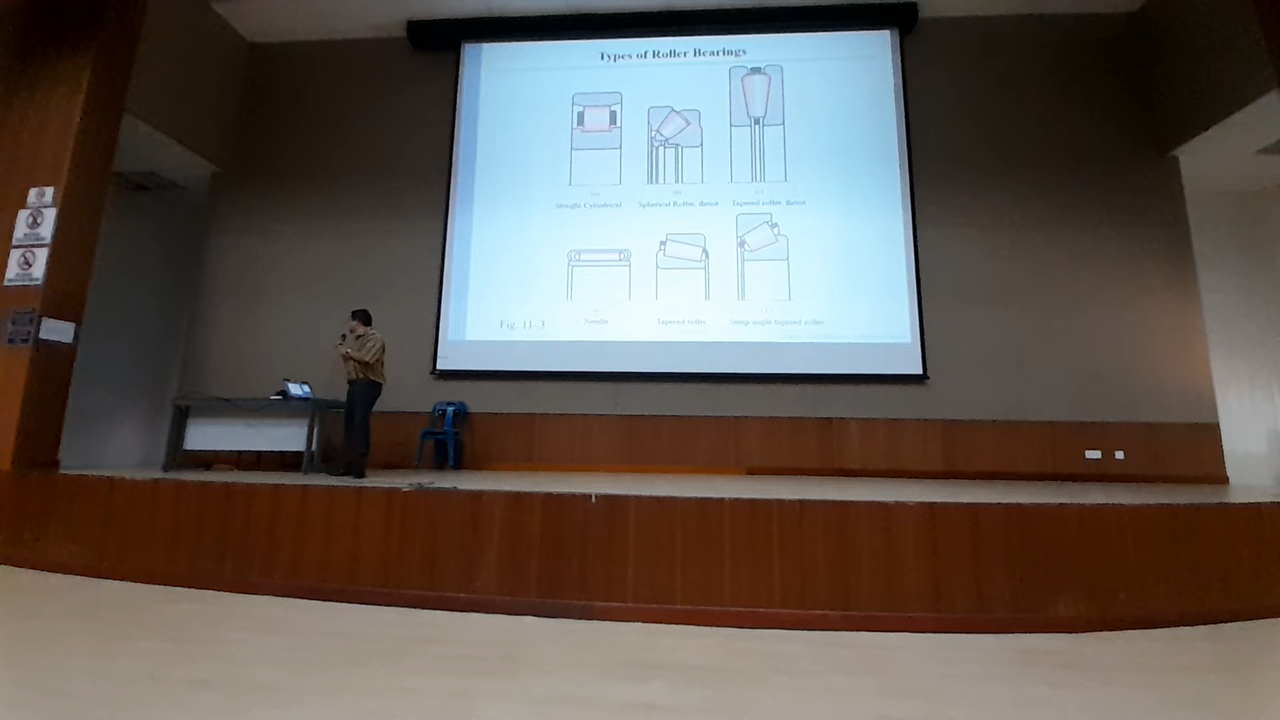 Types of Roller Bearings
Straight Cylindrical
Spherical Roller, thrust
Tapered roller, thrust
Needle
Tapered roller
Steep-angle tapered roller
Fig. 11–3